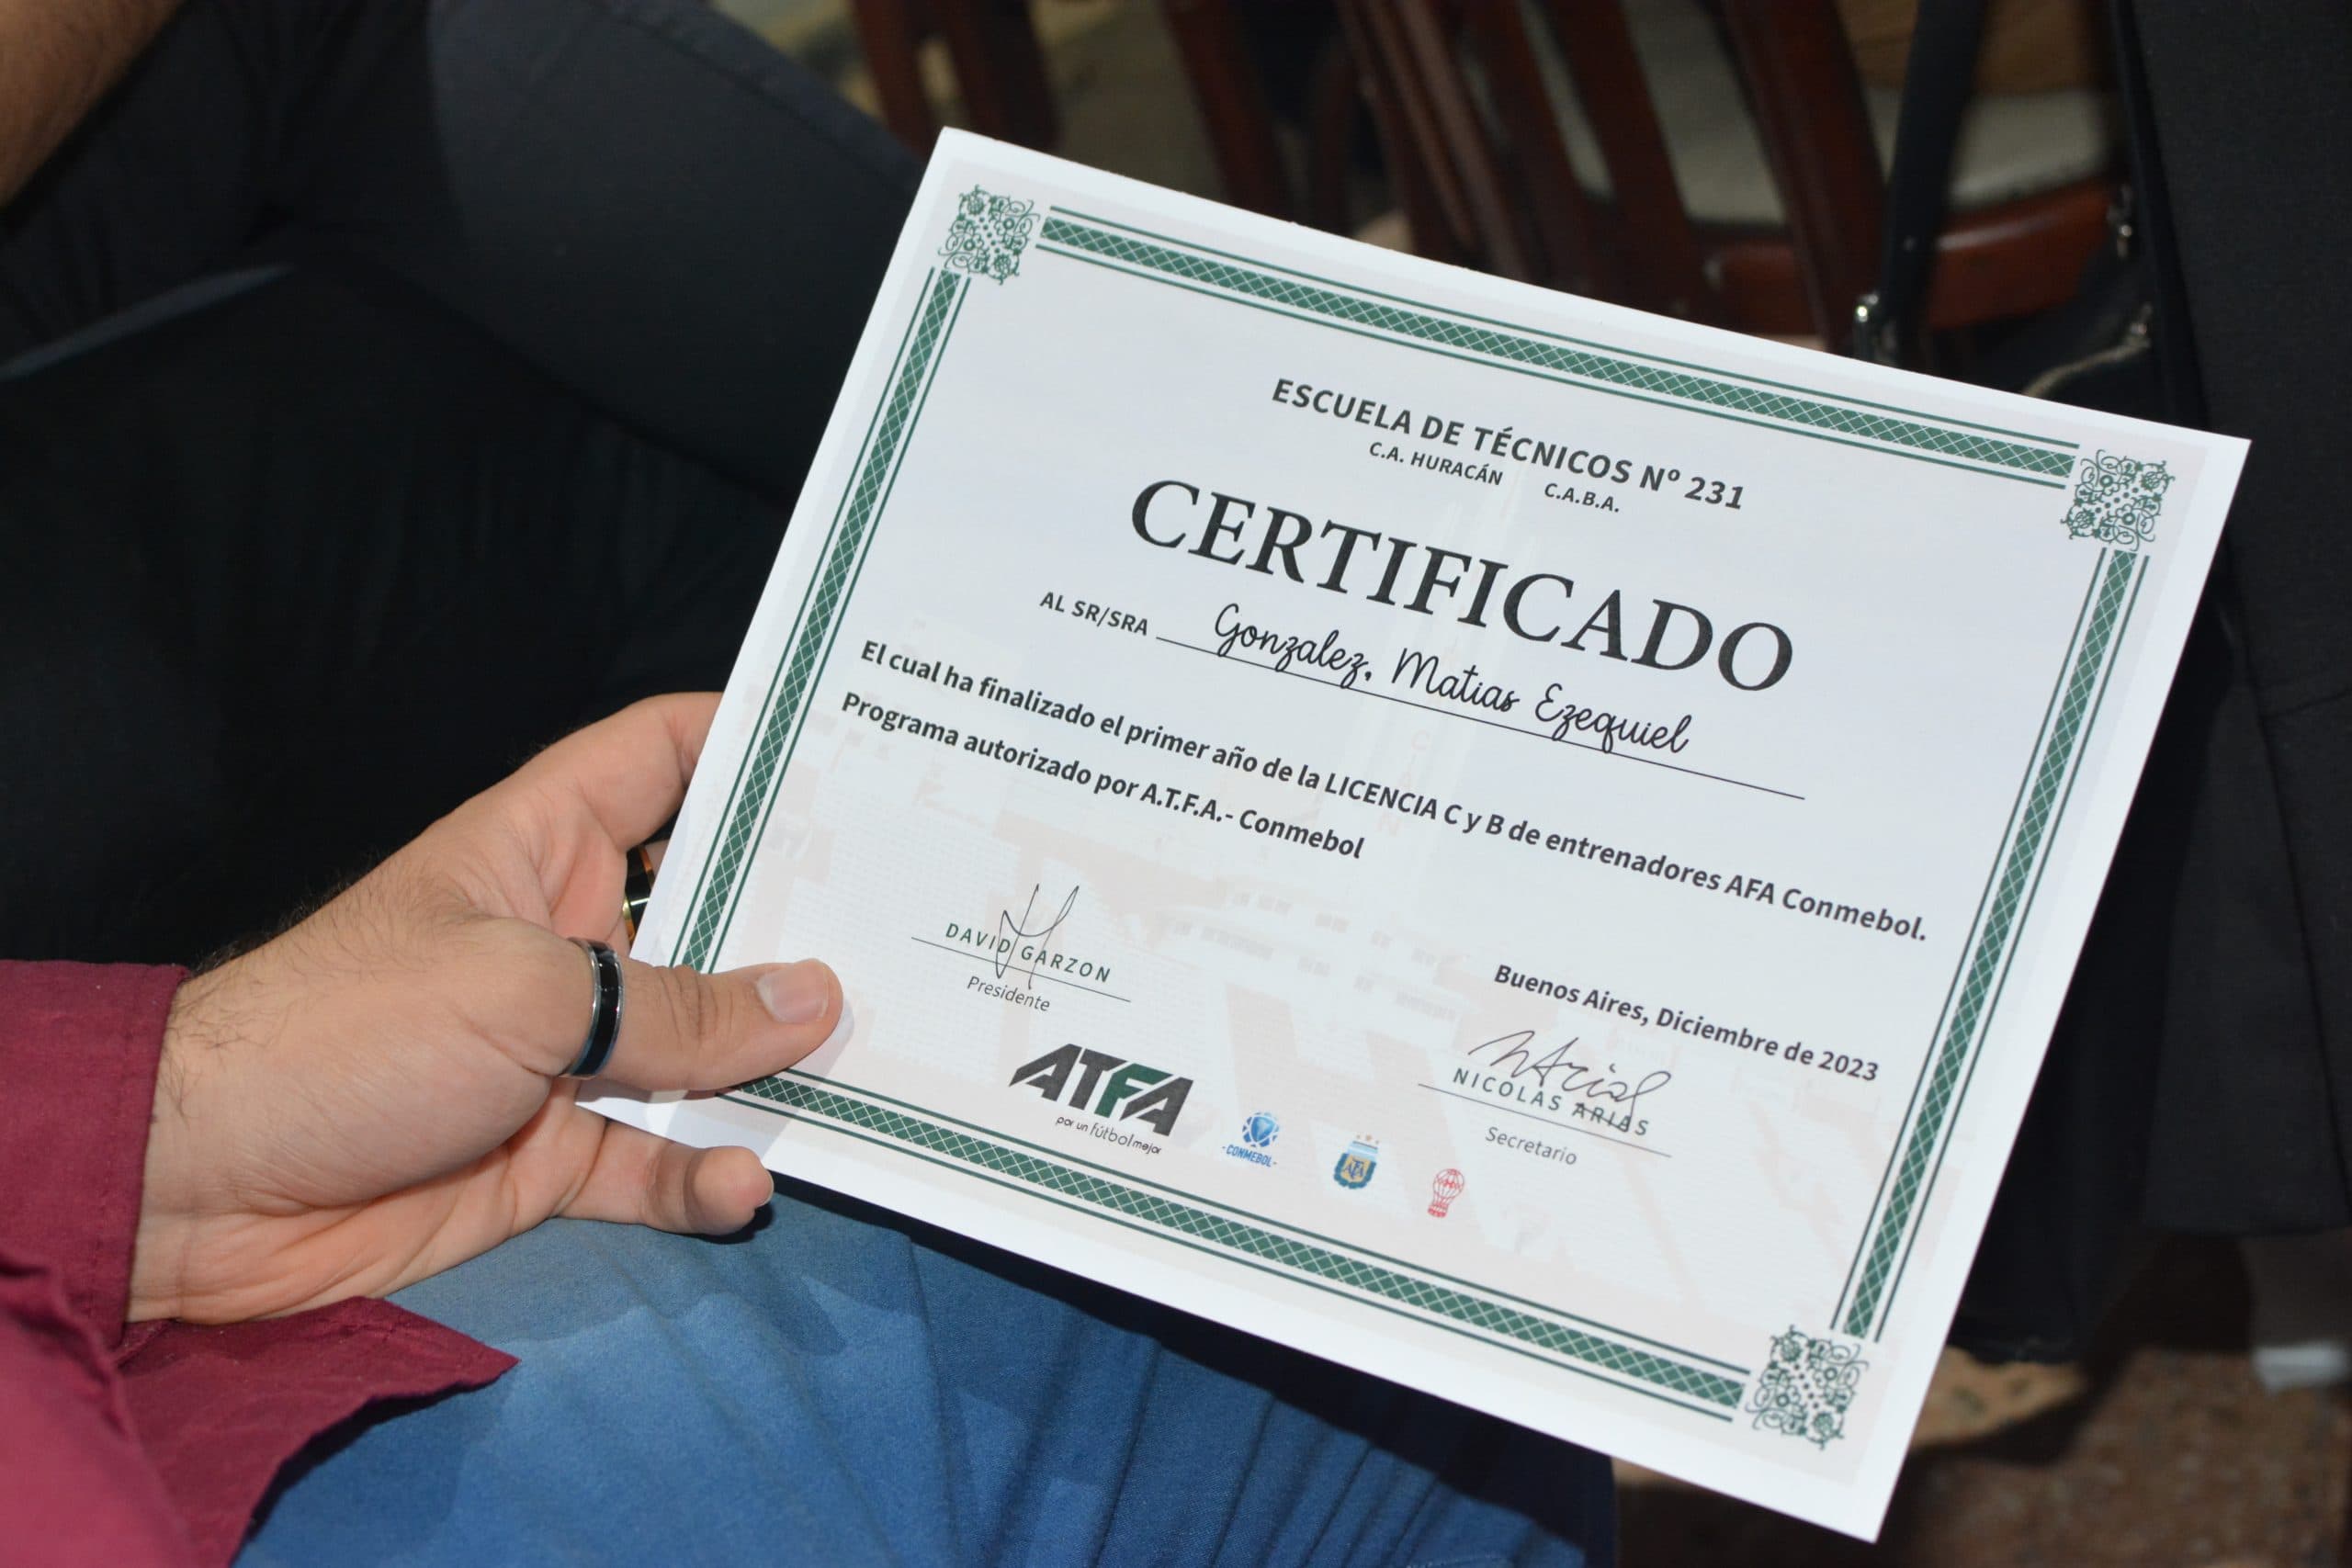 ESCUELA DE TÉCNICOS Nº 231
C.A. HURACÁN C.A.B.A.
CERTIFICADO
AL SR/SRA Gonzalez, Matias Ezequiel
El cual ha finalizado el primer año de la LICENCIA C y B de entrenadores AFA Conmebol.
Programa autorizado por A.T.F.A.- Conmebol
Buenos Aires, Diciembre de 2023
DAVID GARZON
Presidente
NArias
NICOLAS ARIAS
Secretario
ATFA
por un fútbol mejor
-CONMEBOL-
AFA